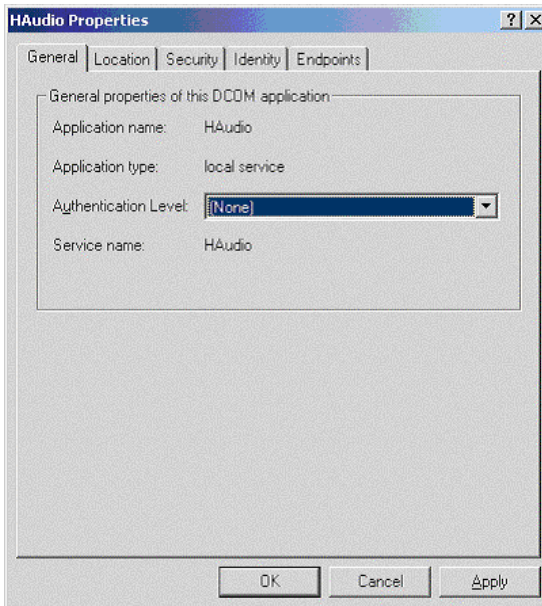 HAudio Properties
General Location Security Identity Endpoints
General properties of this DCOM application
Application name: HAudio
Application type: local service
Authentication Level: (None)
Service name: HAudio
OK Cancel Apply